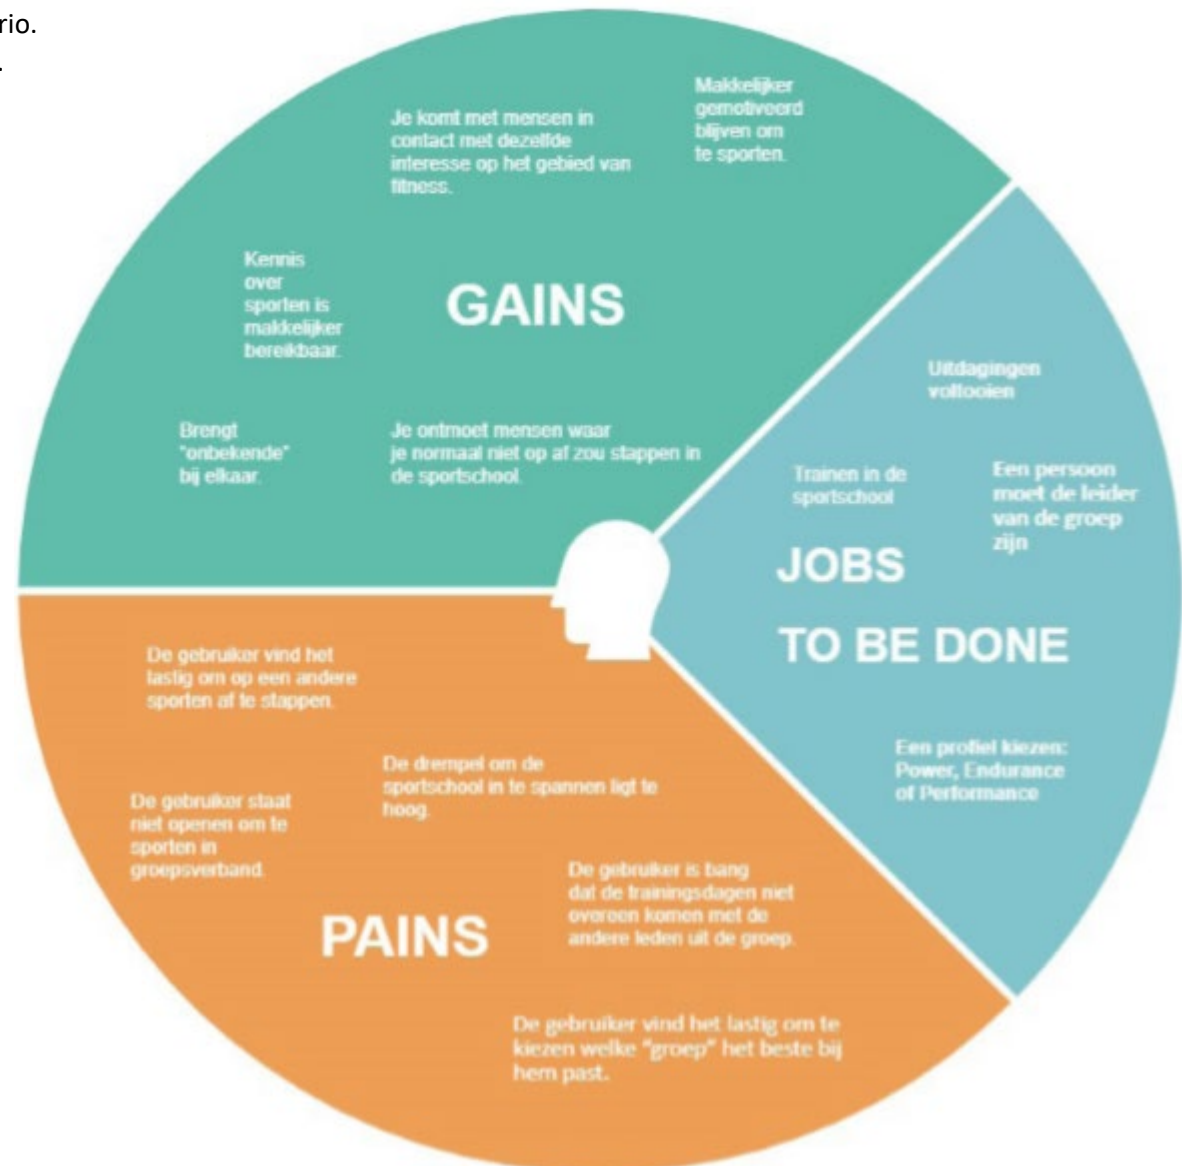 rio.
.
Makkelijker
gemotiveerd
blijven om
te sporten.
Je komt met mensen in
contact met dezelfde
interesse op het gebied van
fitness.
Kennis
over
sporten is
makkelijker
bereikbaar.
GAINS
Brengt
"onbekende"
bij elkaar.
Je ontmoet mensen waar
je normaal niet op af zou stappen in
de sportschool.
Uitdagingen
voltooien
Trainen in de
sportschool
Een persoon
moet de leider
van de groep
zijn
JOBS
TO BE DONE
Een profiel kiezen:
Power, Endurance
of Performance
De gebruiker vind het
lastig om op een andere
sporten af te stappen.
De drempel om de
sportschool in te spannen ligt te
hoog.
De gebruiker staat
niet openen om te
sporten in
groepsverband.
De gebruiker is bang
dat de trainingsdagen niet
overeen komen met de
andere leden uit de groep.
PAINS
De gebruiker vind het lastig om te
kiezen welke "groep" het beste bij
hem past.